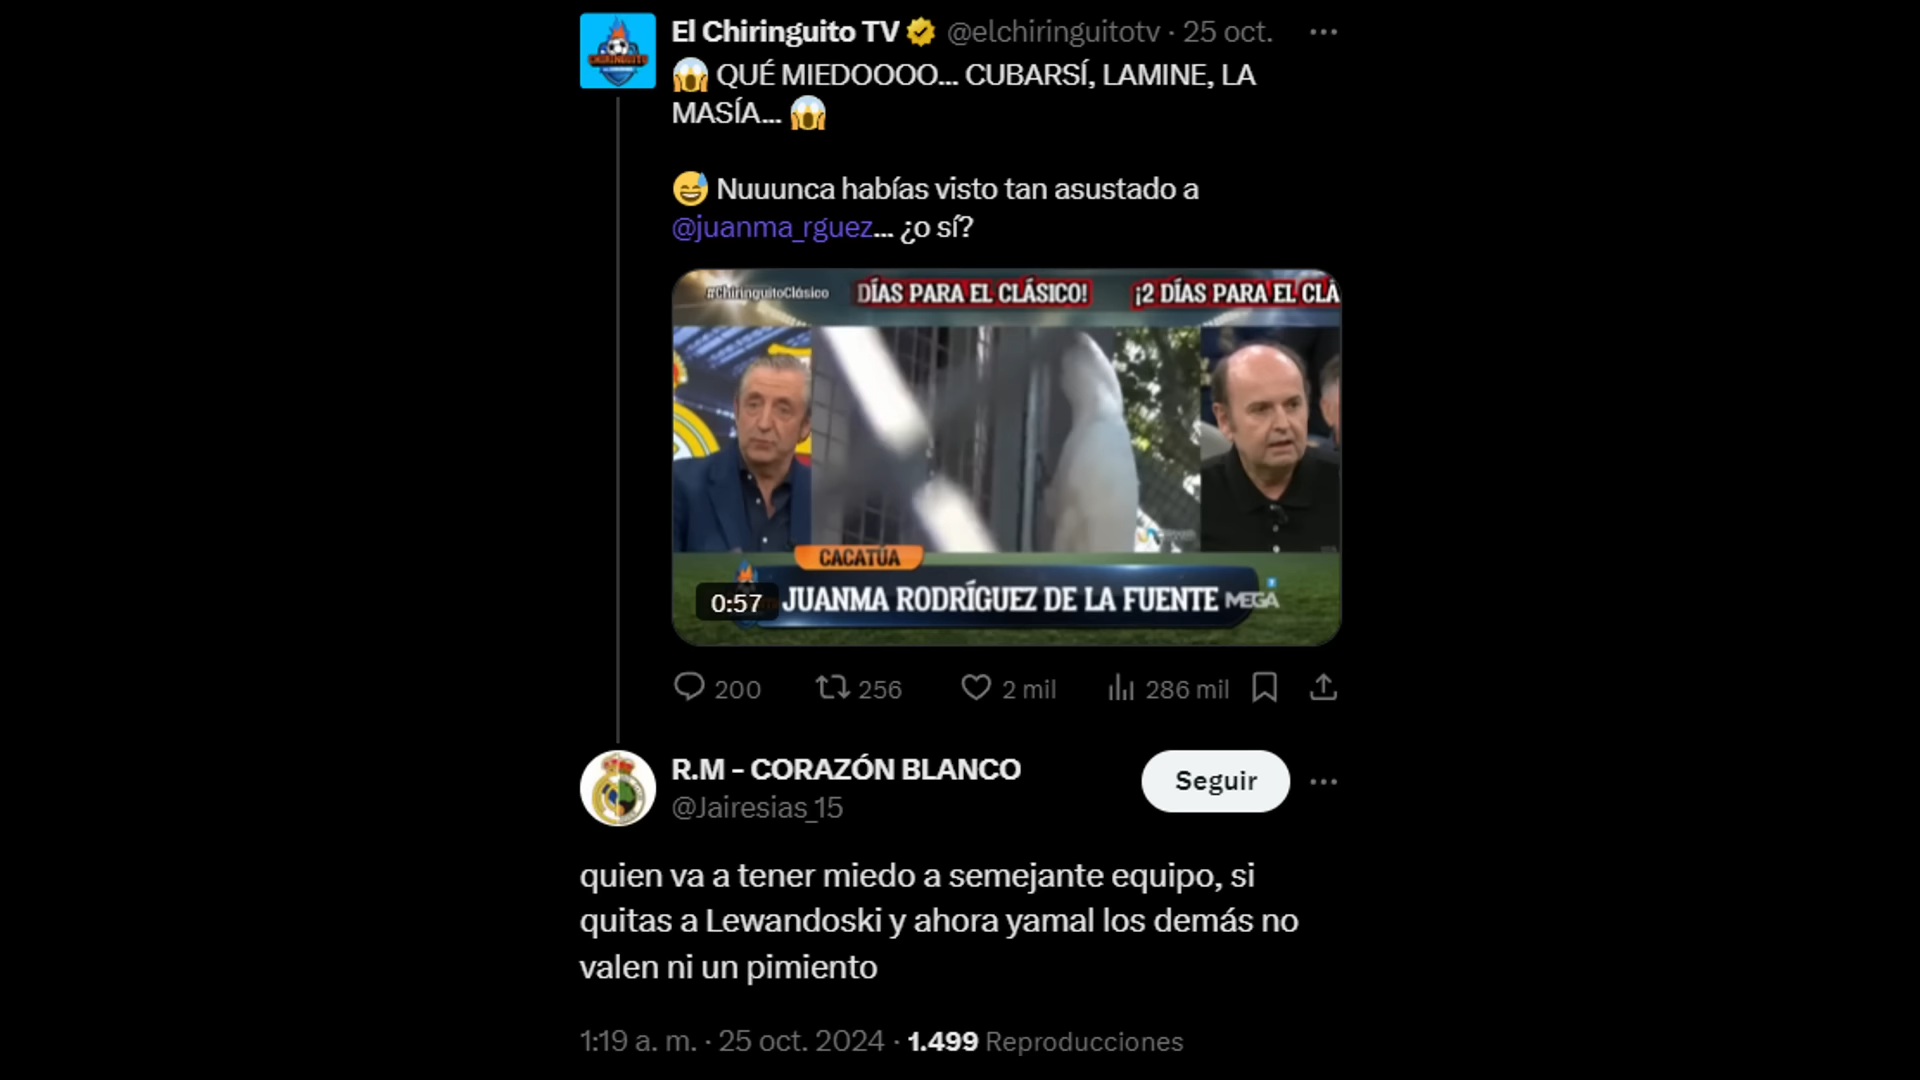 El Chiringuito TV @elchiringuitotv · 25 oct.
😱 QUÉ MIEDOOOO... CUBARSÍ, LAMINE, LA
MASÍA... 😱
😅 Nuuunca habías visto tan asustado a
@juanma_rguez... ¿o sí?
#ChiringuitoClásico DÍAS PARA EL CLÁSICO! ¡2 DÍAS PARA EL CLÁ
CACATÚA
0:57 JUANMA RODRÍGUEZ DE LA FUENTE MEGA
200 256 2 mil 286 mil
R.M - CORAZÓN BLANCO
@Jairesias_15
Seguir
quien va a tener miedo a semejante equipo, si
quitas a Lewandoski y ahora yamal los demás no
valen ni un pimiento
1:19 a. m. · 25 oct. 2024 · 1.499 Reproducciones